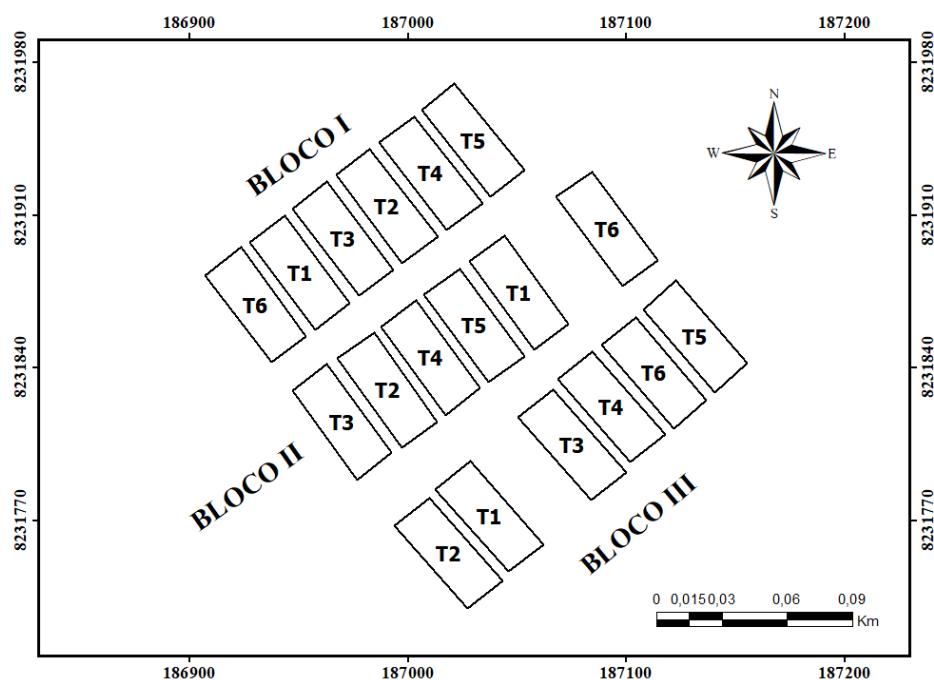 186900 187000 187100 187200
8231980
8231980
N
W E
S
BLOCO I
T5
T4
T2
T3
T1
T6
8231910
8231910
T6
T1
T5
T4
T2
T3
BLOCO II
8231840
8231840
T5
T6
T4
T3
T1
T2
BLOCO III
8231770
8231770
0 0,015 0,03 0,06 0,09
Km
186900 187000 187100 187200